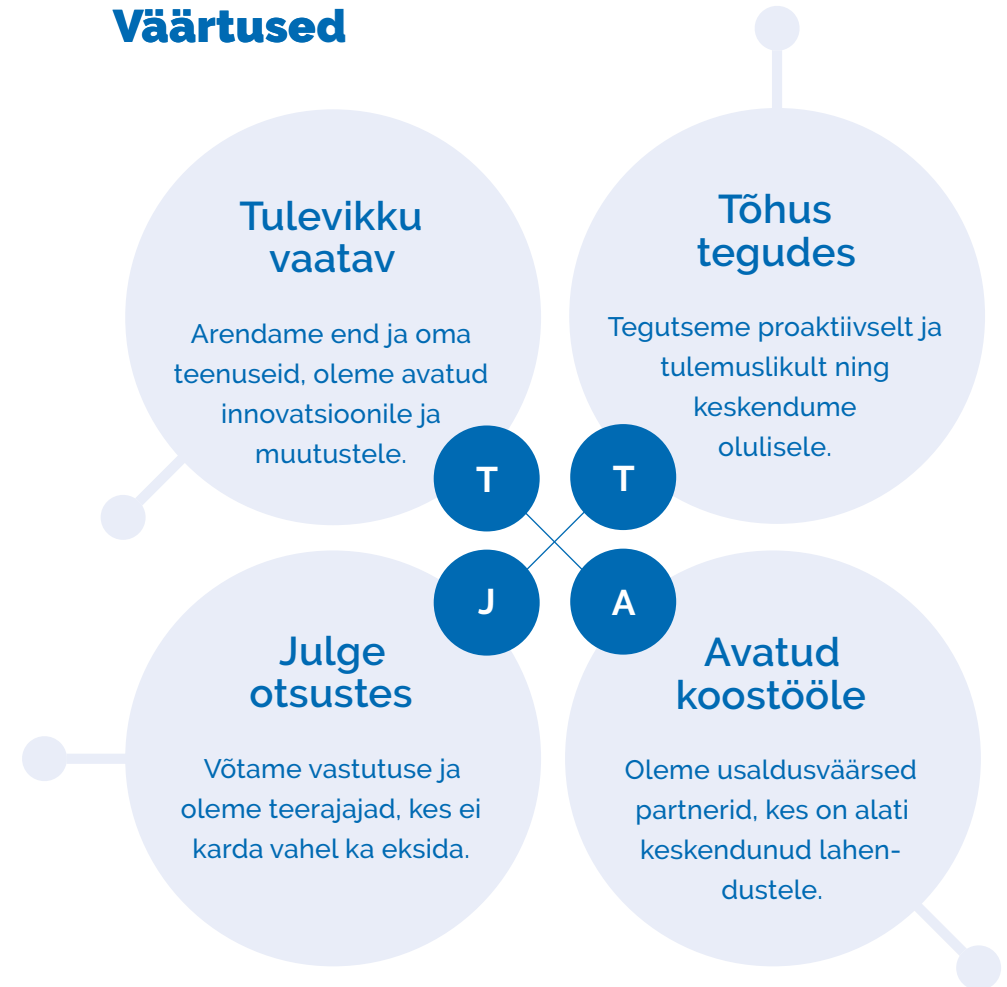 Väärtused
Tulevikku
vaatav
Arendame end ja oma
teenuseid, oleme avatud
innovatsioonile ja
muutustele.
Tõhus
tegudes
Tegutseme proaktiivselt ja
tulemuslikult ning
keskendume
olulisele.
T
T
J
A
Julge
otsustes
Võtame vastutuse ja
oleme teerajajad, kes ei
karda vahel ka eksida.
Avatud
koostööle
Oleme usaldusväärsed
partnerid, kes on alati
keskendunud lahen-
dustele.